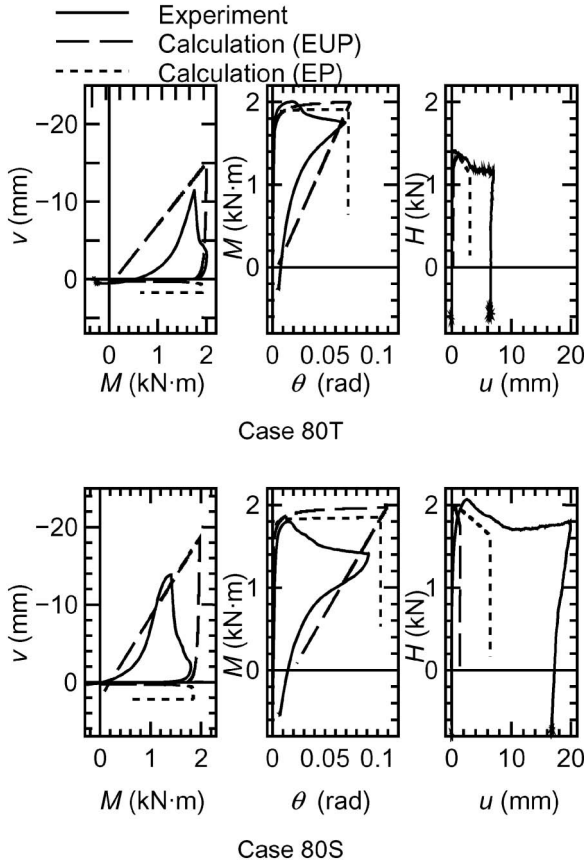 Experiment
Calculation (EUP)
Calculation (EP)
−20
−10
0
v (mm)
0 1 2
M (kN·m)
2
1
0
M (kN·m)
0 0.05 0.1
θ (rad)
2
1
0
H (kN)
0 10 20
u (mm)
Case 80T
−20
−10
0
v (mm)
0 1 2
M (kN·m)
2
1
0
M (kN·m)
0 0.05 0.1
θ (rad)
2
1
0
H (kN)
0 10 20
u (mm)
Case 80S